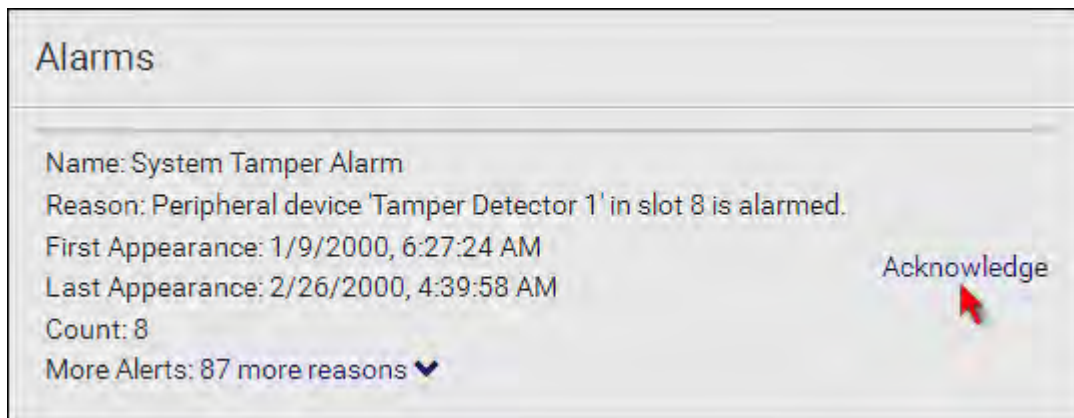 Alarms
Name: System Tamper Alarm
Reason: Peripheral device 'Tamper Detector 1' in slot 8 is alarmed.
First Appearance: 1/9/2000, 6:27:24 AM
Last Appearance: 2/26/2000, 4:39:58 AM
Acknowledge
Count: 8
More Alerts: 87 more reasons